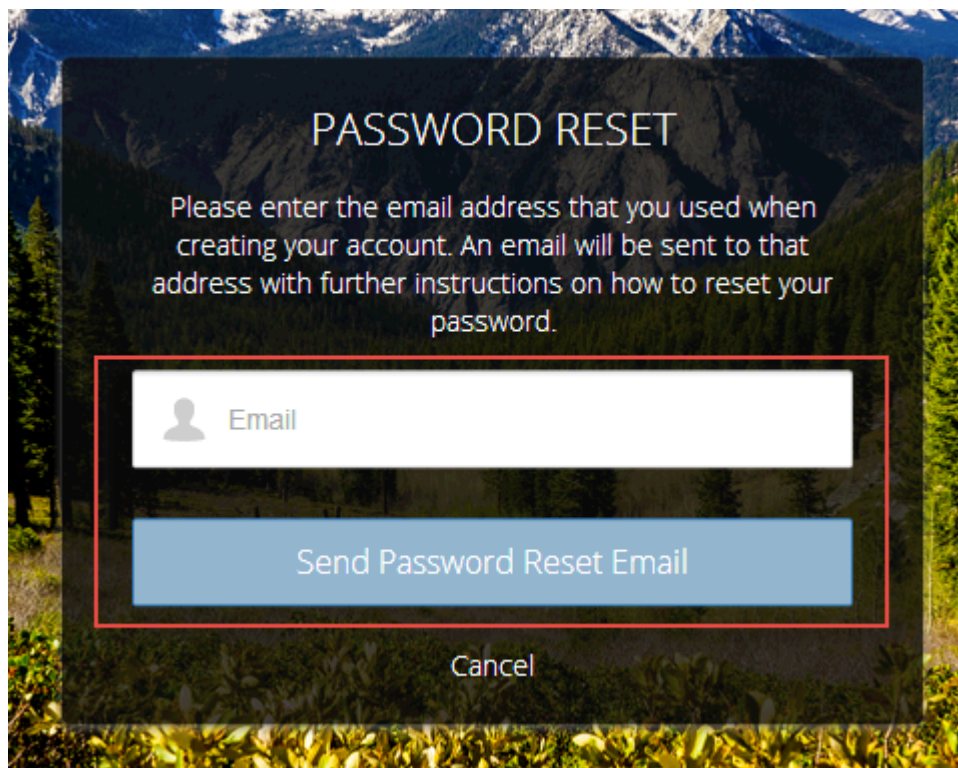 PASSWORD RESET
Please enter the email address that you used when
creating your account. An email will be sent to that
address with further instructions on how to reset your
password.
Email
Send Password Reset Email
Cancel